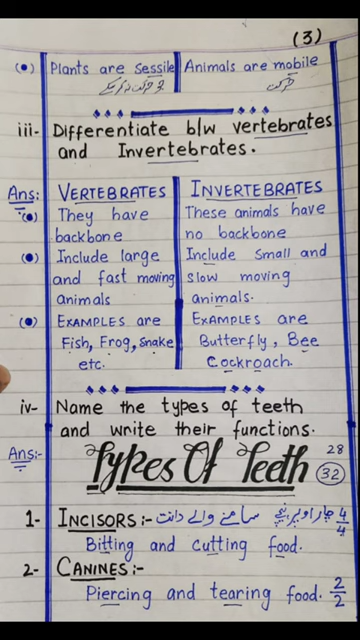 (3)
(•) Plants are sessile | Animals are mobile
حرکت
iii- Differentiate b/w vertebrates
and Invertebrates.
Ans: VERTEBRATES | INVERTEBRATES
(•) They have | These animals have
backbone | no backbone
(•) Include large | Include small and
and fast moving | slow moving
animals | animals.
(•) EXAMPLES are | EXAMPLES are
Fish, Frog, snake | Butterfly, Bee
etc. | Cockroach.
iv- Name the types of teeth
and write their functions.
Ans:- Types Of Teeth 28 (32)
1- INCISORS:- سامنے والے دانت چار اوپر نیچے 4/4
Bitting and cutting food.
2- CANINES:-
Piercing and tearing food. 2/2